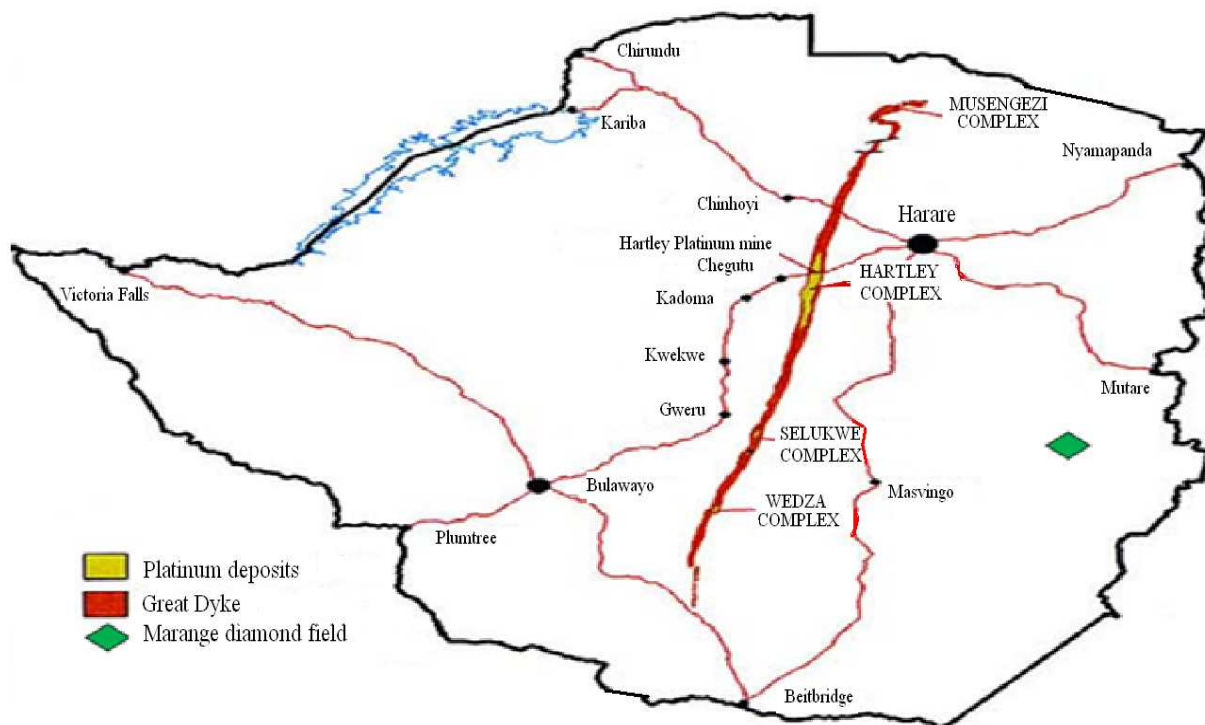 Chirundu
MUSENGEZI
COMPLEX
Kariba
Nyamapanda
Chinhoyi
Harare
Hartley Platinum mine
Chegutu
HARTLEY
COMPLEX
Victoria Falls
Kadoma
Kwekwe
Mutare
Gweru
SELUKWE
COMPLEX
Bulawayo
Masvingo
WEDZA
COMPLEX
Plumtree
Platinum deposits
Great Dyke
Marange diamond field
Beitbridge